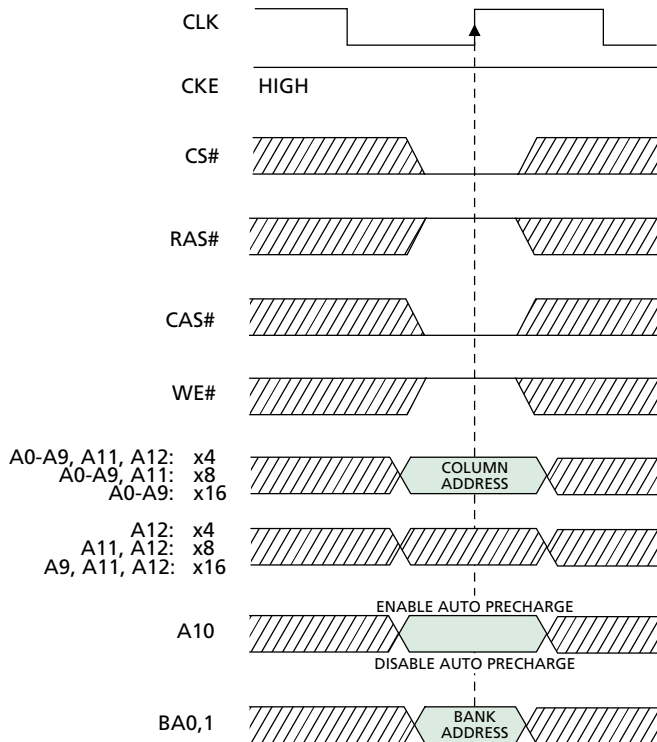 CLK
CKE HIGH
CS#
RAS#
CAS#
WE#
A0-A9, A11, A12: x4
A0-A9, A11: x8
A0-A9: x16
COLUMN
ADDRESS
A12: x4
A11, A12: x8
A9, A11, A12: x16
ENABLE AUTO PRECHARGE
A10
DISABLE AUTO PRECHARGE
BA0,1
BANK
ADDRESS